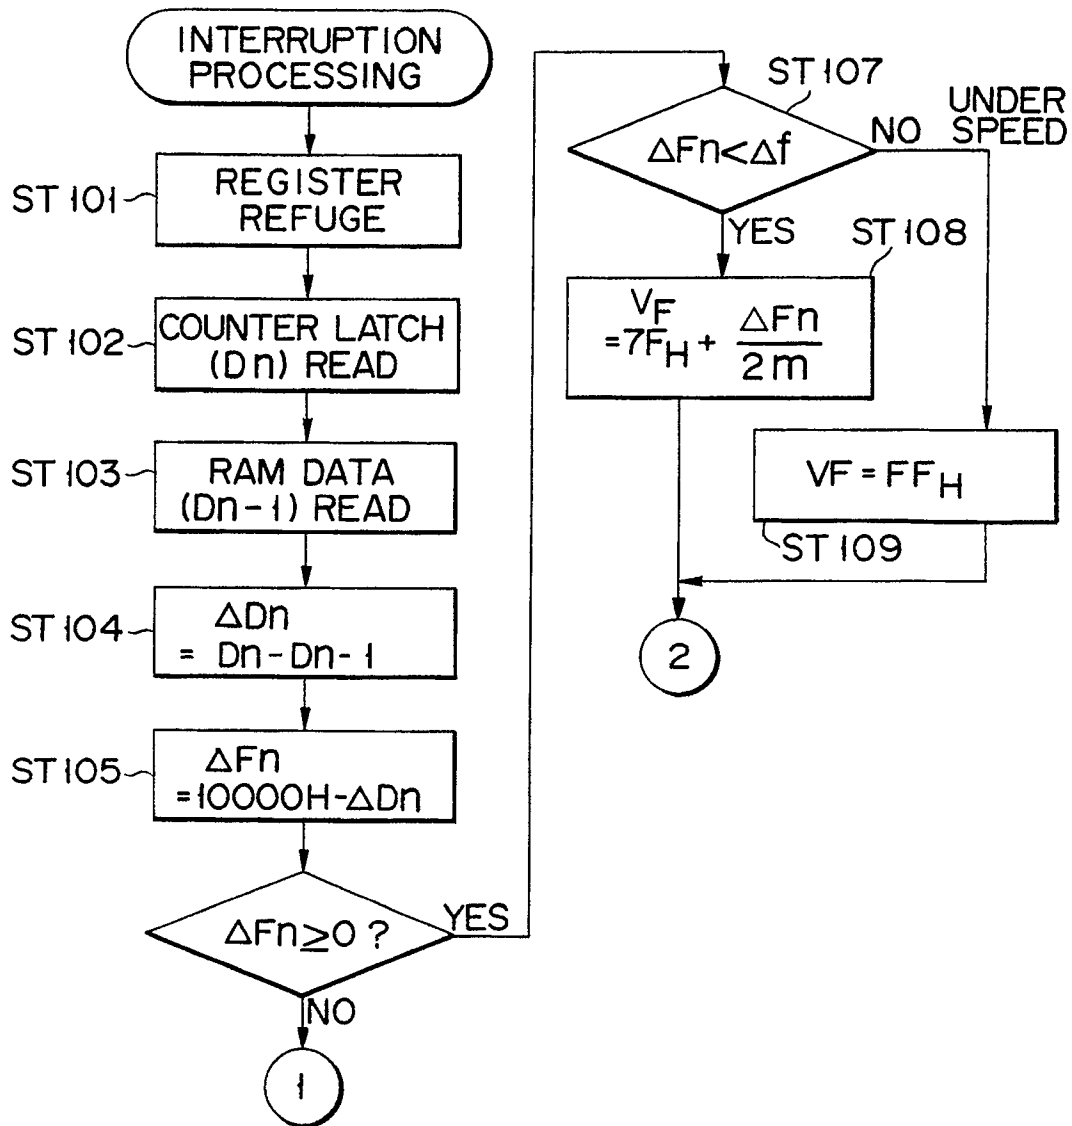 INTERRUPTION
PROCESSING
ST 101
REGISTER
REFUGE
ST 102
COUNTER LATCH
(Dn) READ
ST 103
RAM DATA
(Dn-1) READ
ST 104
ΔDn
= Dn-Dn-1
ST 105
ΔFn
=10000H-ΔDn
ΔFn≥0 ?
YES
NO
1
ST 107
ΔFn<Δf
NO
UNDER
SPEED
YES
ST 108
VF
=7FH+ ΔFn
2m
VF = FFH
ST 109
2